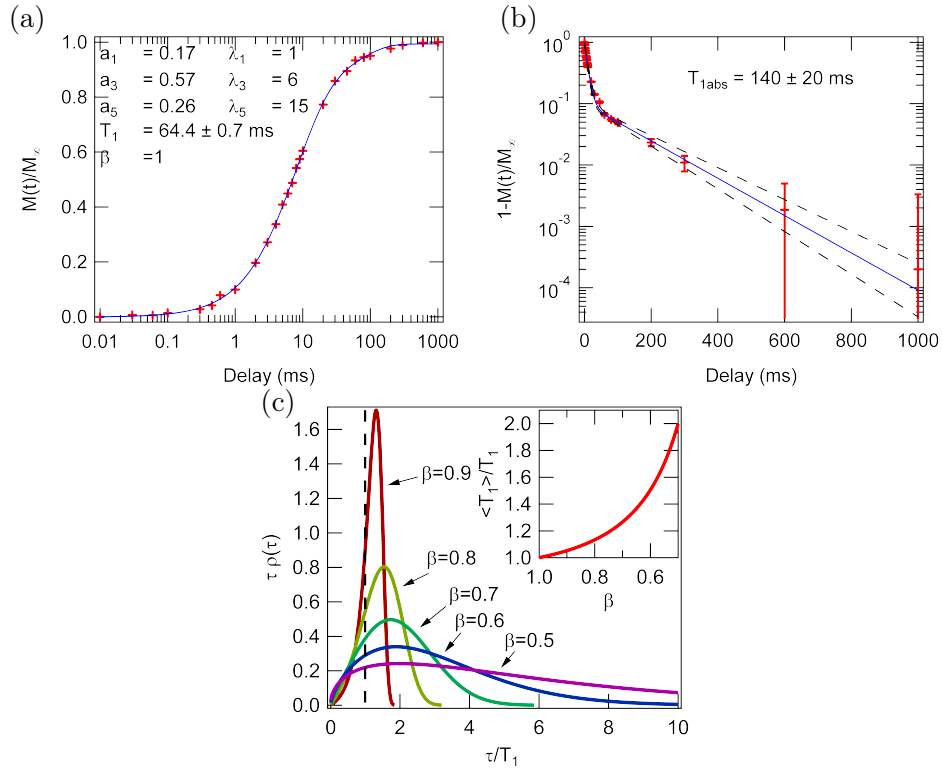 (a)
M(t)/M∞
1.0
0.8
0.6
0.4
0.2
0.0
a₁ = 0.17 λ₁ = 1
a₃ = 0.57 λ₃ = 6
a₅ = 0.26 λ₅ = 15
T₁ = 64.4 ± 0.7 ms
β =1
0.01 0.1 1 10 100 1000
Delay (ms)
(b)
1-M(t)/M∞
10⁰
10⁻¹
10⁻²
10⁻³
10⁻⁴
T₁abs = 140 ± 20 ms
0 200 400 600 800 1000
Delay (ms)
(c)
τ ρ(τ)
1.6
1.4
1.2
1.0
0.8
0.6
0.4
0.2
0.0
β=0.9
β=0.8
β=0.7
β=0.6
β=0.5
0 2 4 6 8 10
τ/T₁
<T₁>/T₁
2.0
1.8
1.6
1.4
1.2
1.0
1.0 0.8 0.6
β